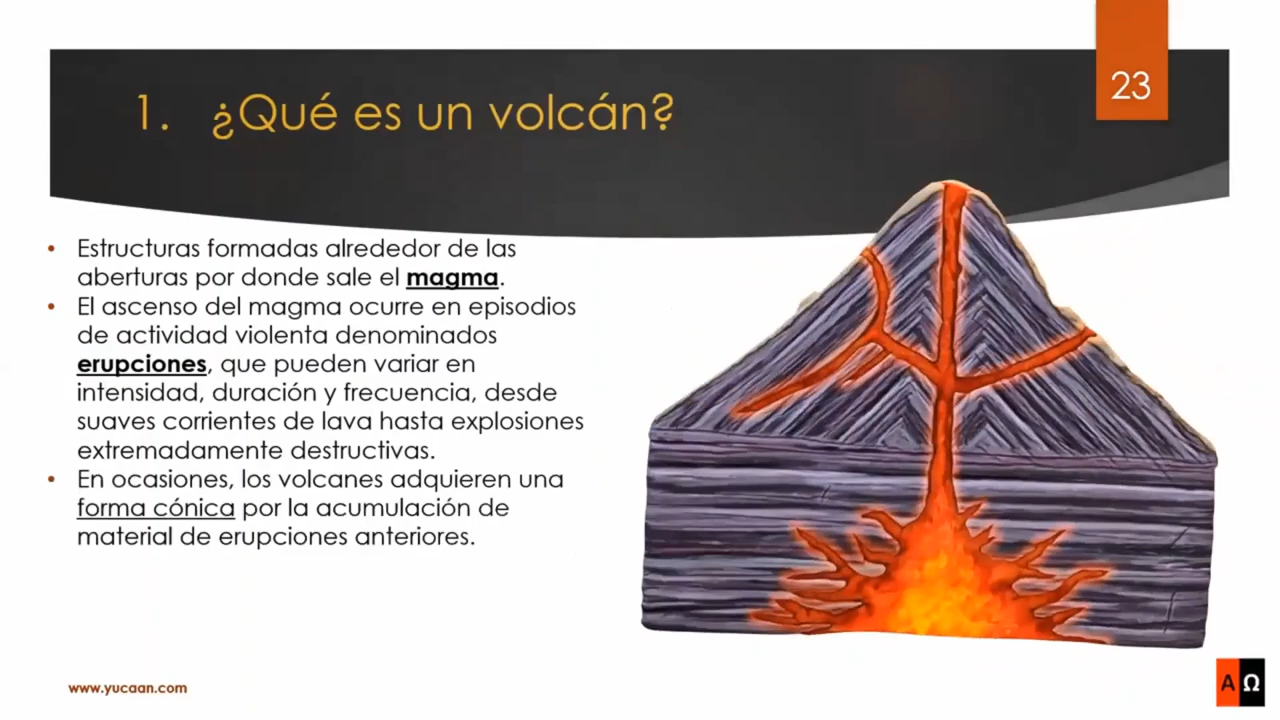 23
1. ¿Qué es un volcán?
• Estructuras formadas alrededor de las
aberturas por donde sale el magma.
• El ascenso del magma ocurre en episodios
de actividad violenta denominados
erupciones, que pueden variar en
intensidad, duración y frecuencia, desde
suaves corrientes de lava hasta explosiones
extremadamente destructivas.
• En ocasiones, los volcanes adquieren una
forma cónica por la acumulación de
material de erupciones anteriores.
www.yucaan.com
AΩ